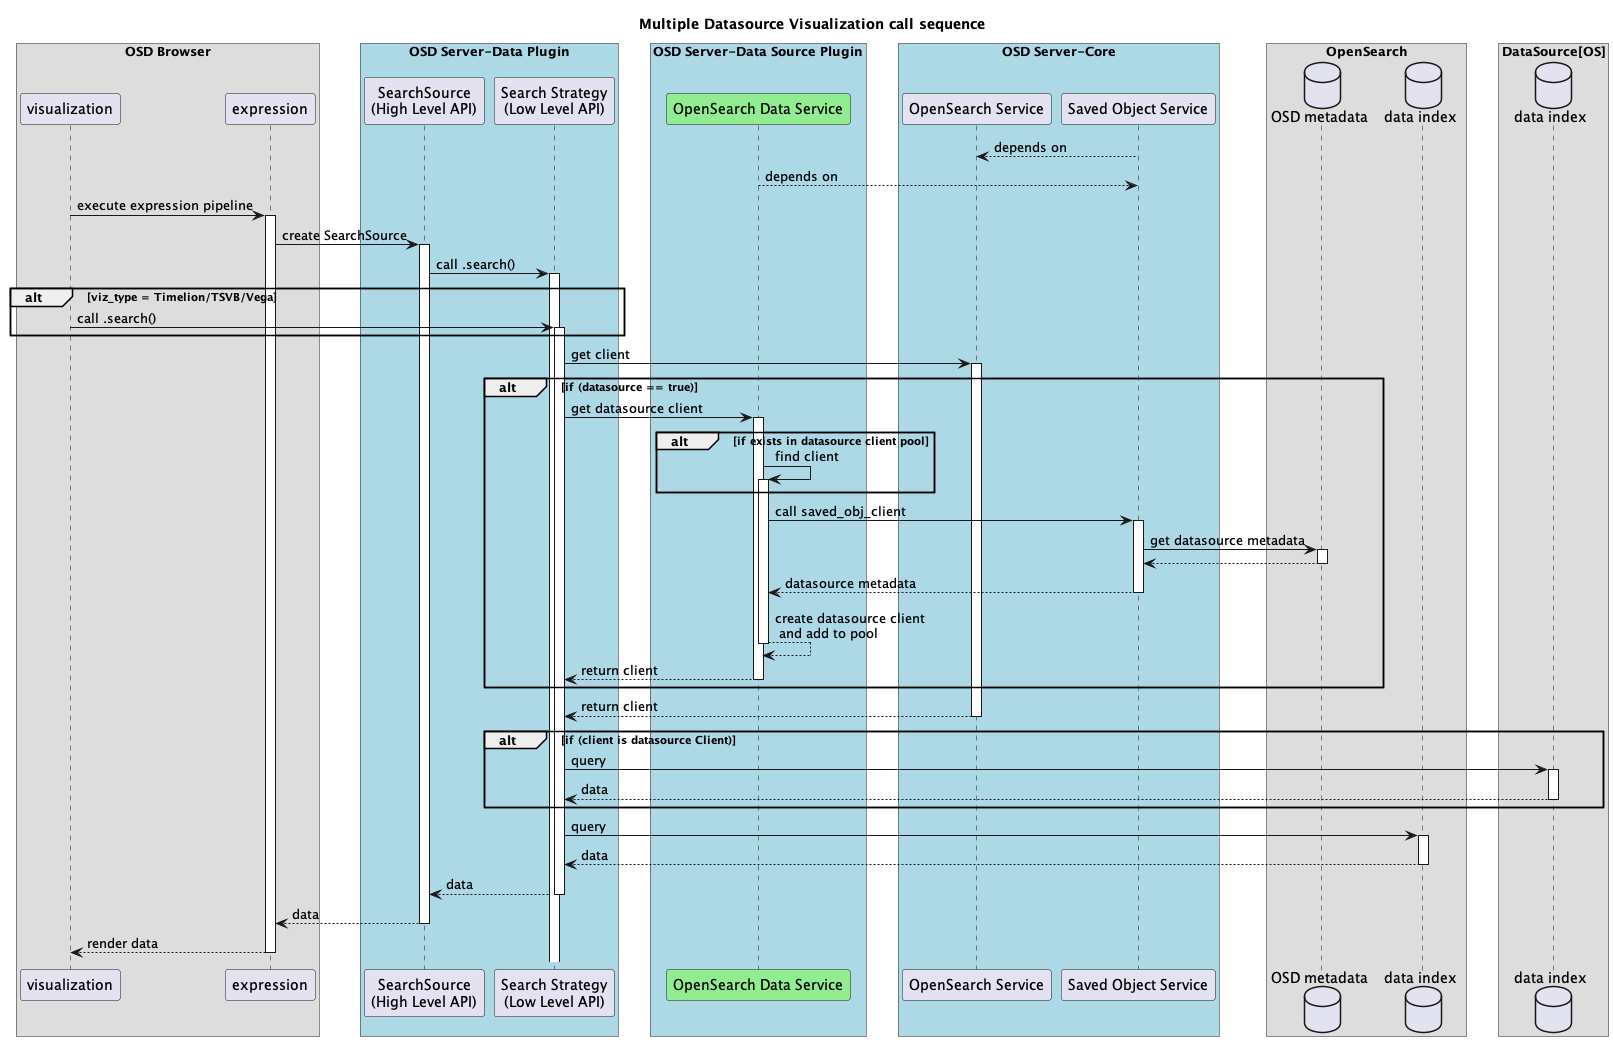 Multiple Datasource Visualization call sequence
OSD Browser
OSD Server-Data Plugin
OSD Server-Data Source Plugin
OSD Server-Core
OpenSearch
DataSource[OS]
visualization
expression
SearchSource
(High Level API)
Search Strategy
(Low Level API)
OpenSearch Data Service
OpenSearch Service
Saved Object Service
OSD metadata
data index
data index
depends on
depends on
execute expression pipeline
create SearchSource
call .search()
alt
[viz_type = Timelion/TSVB/Vega]
call .search()
get client
alt
[if (datasource == true)]
get datasource client
alt
[if exists in datasource client pool]
find client
call saved_obj_client
get datasource metadata
datasource metadata
create datasource client
and add to pool
return client
return client
alt
[if (client is datasource Client)]
query
data
query
data
data
data
render data
visualization
expression
SearchSource
(High Level API)
Search Strategy
(Low Level API)
OpenSearch Data Service
OpenSearch Service
Saved Object Service
OSD metadata
data index
data index